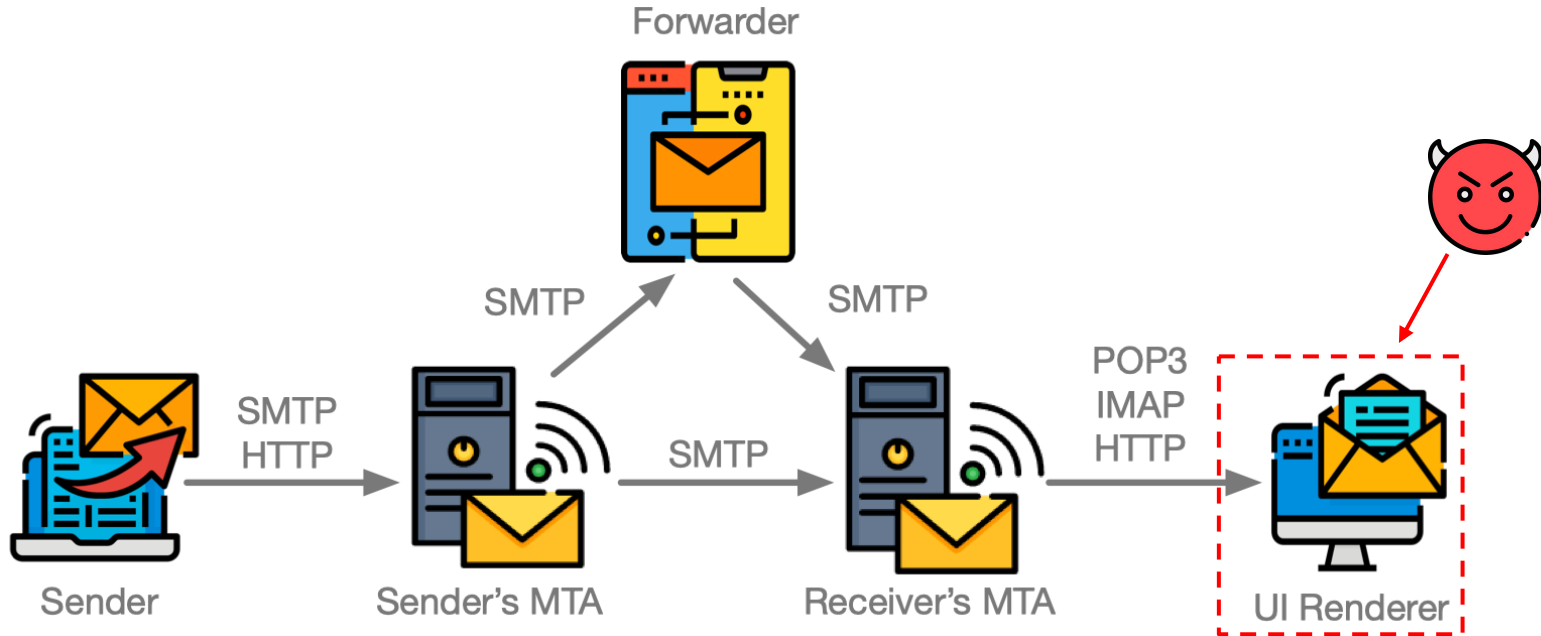 Forwarder
SMTP
SMTP
SMTP
HTTP
SMTP
POP3
IMAP
HTTP
Sender
Sender's MTA
Receiver's MTA
UI Renderer